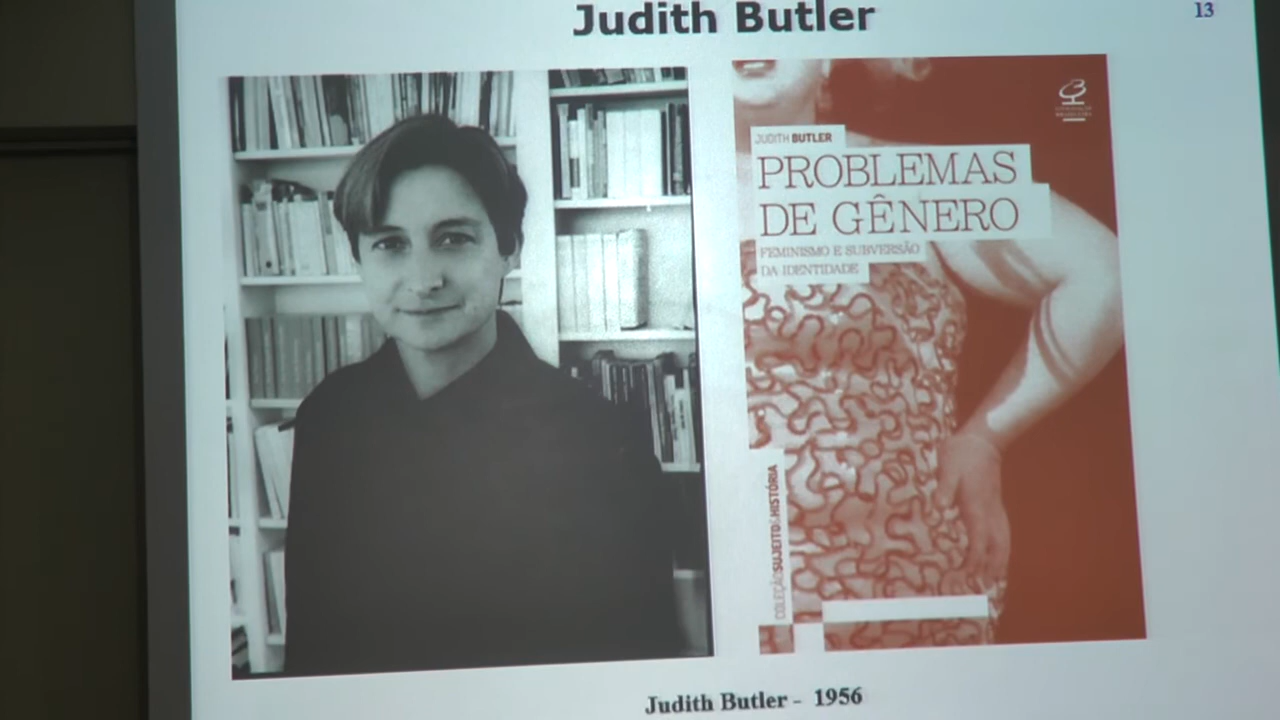 Judith Butler
13
JUDITH BUTLER
PROBLEMAS
DE GÊNERO
FEMINISMO E SUBVERSÃO
DA IDENTIDADE
COLEÇÃO SUJEITO & HISTÓRIA
Judith Butler - 1956